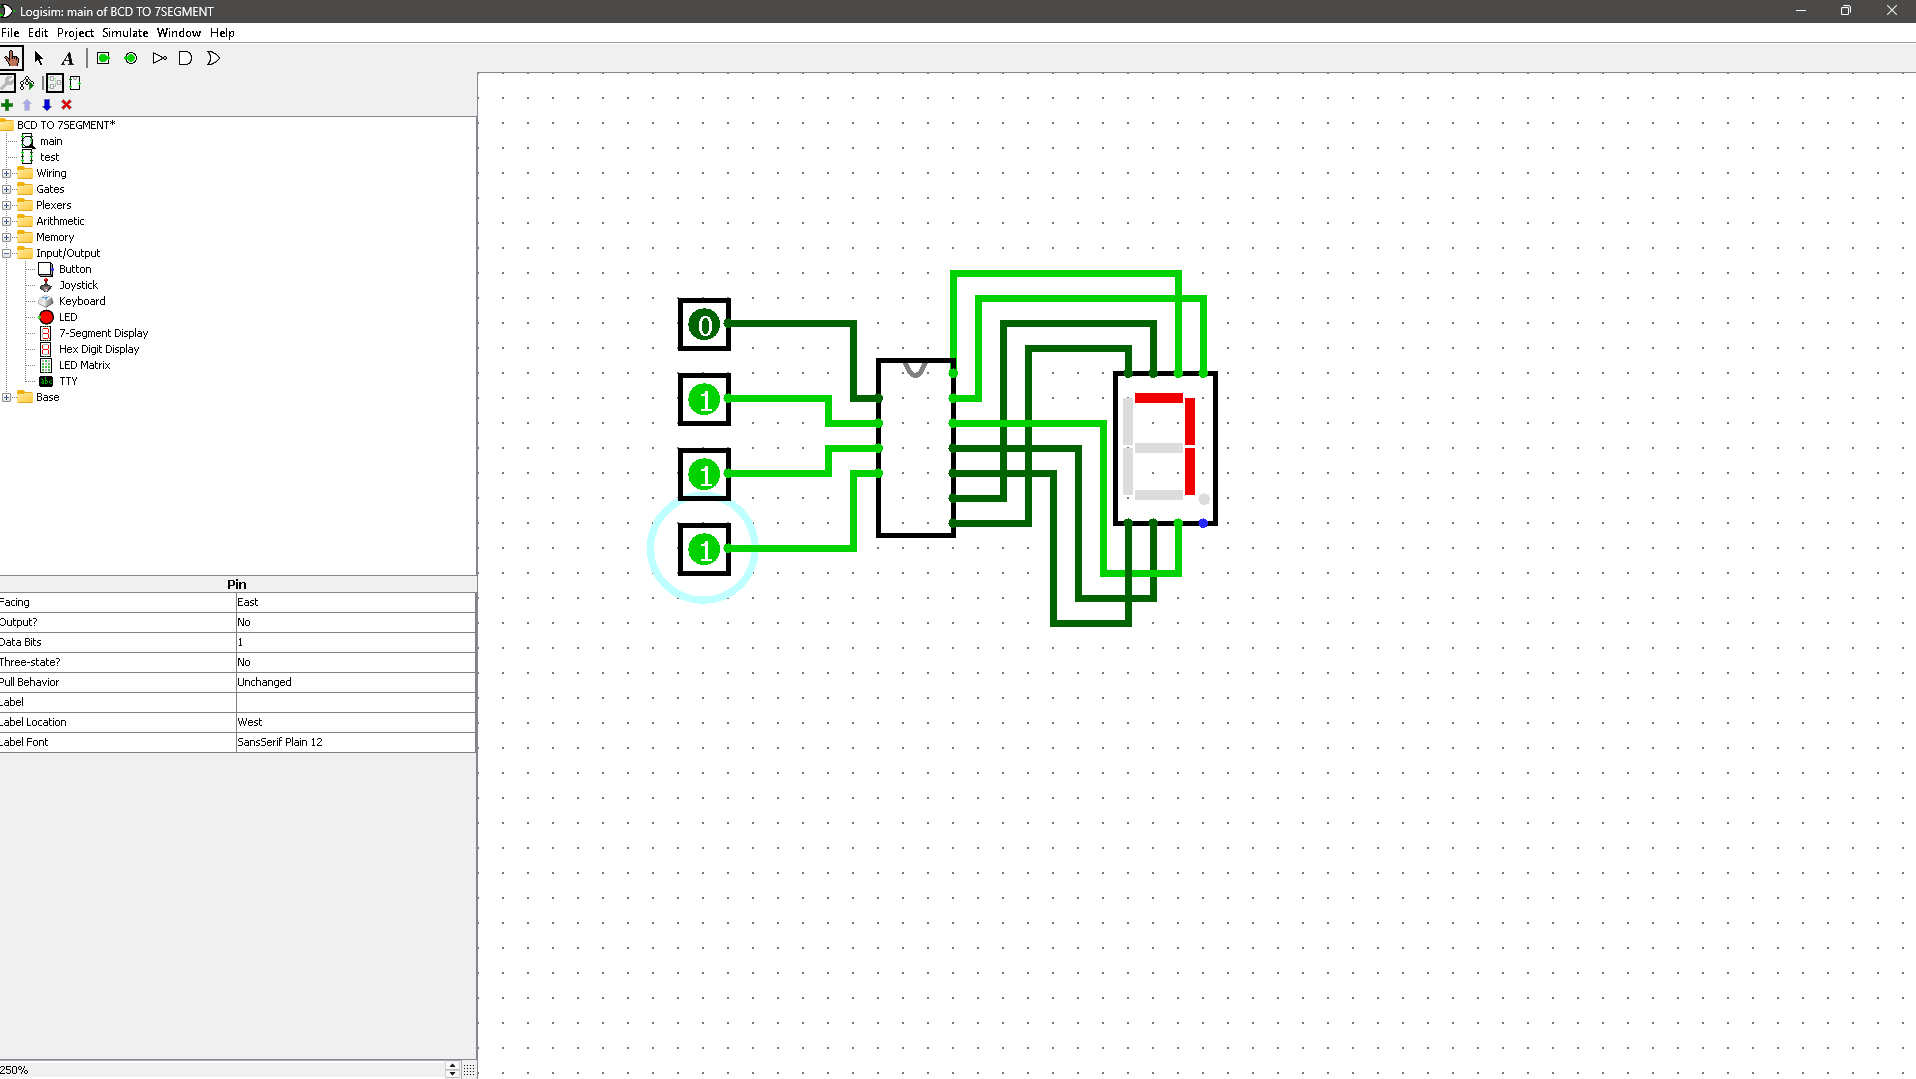 Logisim: main of BCD TO 7SEGMENT
File Edit Project Simulate Window Help
A
BCD TO 7SEGMENT*
main
test
Wiring
Gates
Plexers
Arithmetic
Memory
Input/Output
Button
Joystick
Keyboard
LED
7-Segment Display
Hex Digit Display
LED Matrix
TTY
Base
0
1
1
1
Pin
Facing East
Output? No
Data Bits 1
Three-state? No
Pull Behavior Unchanged
Label
Label Location West
Label Font SansSerif Plain 12
250%